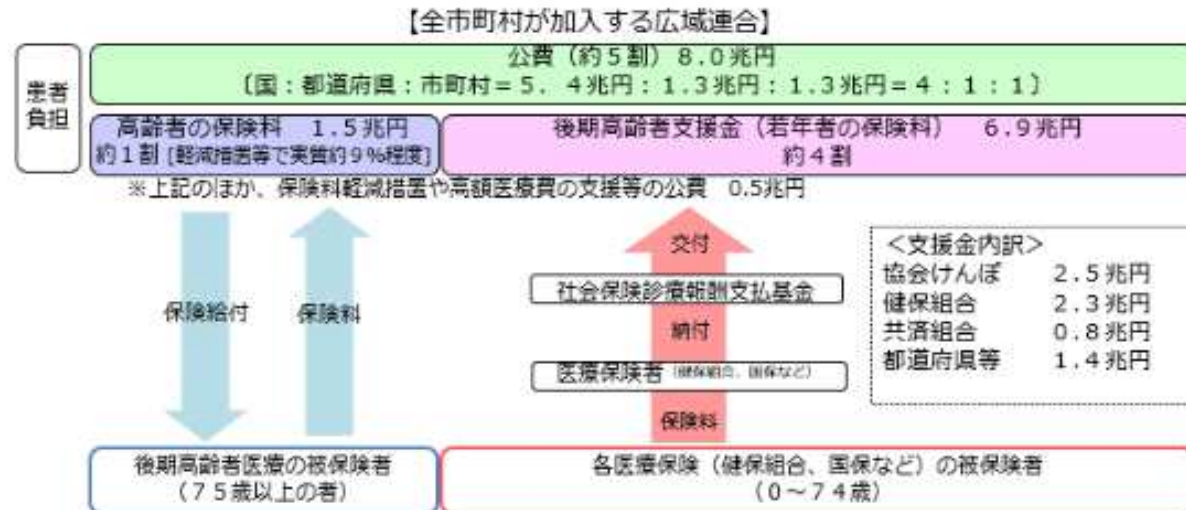 【全市町村が加入する広域連合】
患者
負担
公費（約５割）８.０兆円
〔国：都道府県：市町村＝５．４兆円：１.３兆円：１.３兆円＝４：１：１〕
高齢者の保険料　１.５兆円
約１割 [軽減措置等で実質約９％程度]
後期高齢者支援金（若年者の保険料）　６.９兆円
約４割
※上記のほか、保険料軽減措置や高額医療費の支援等の公費　0.5兆円
保険給付
保険料
交付
社会保険診療報酬支払基金
納付
医療保険者（健保組合、国保など）
保険料
＜支援金内訳＞
協会けんぽ　２.５兆円
健保組合　２.３兆円
共済組合　０.８兆円
都道府県等　１.４兆円
後期高齢者医療の被保険者
（７５歳以上の者）
各医療保険（健保組合、国保など）の被保険者
（０～７４歳）